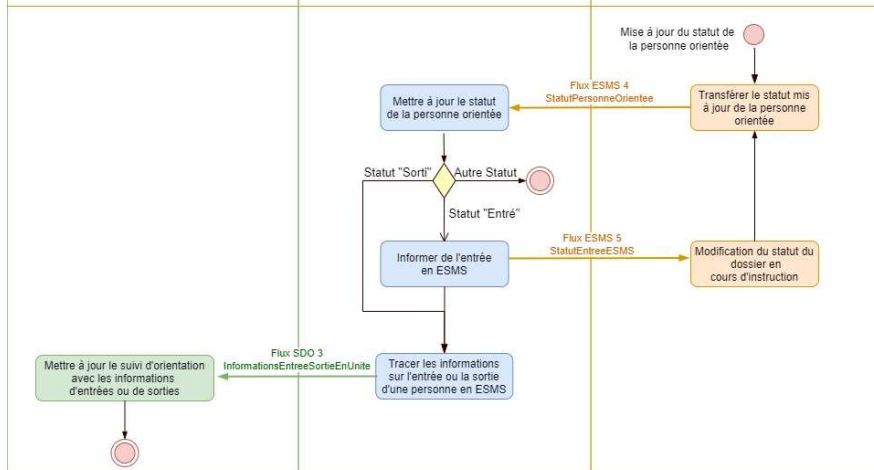 Mise à jour du statut de
la personne orientée
Flux ESMS 4
StatutPersonneOrientee
Mettre à jour le statut
de la personne orientée
Transférer le statut mis
à jour de la personne
orientée
Statut "Sorti"
Autre Statut
Statut "Entré"
Flux ESMS 5
StatutEntreeESMS
Informer de l'entrée
en ESMS
Modification du statut du
dossier en
cours d'instruction
Flux SDO 3
InformationsEntreeSortieEnUnite
Mettre à jour le suivi d'orientation
avec les informations
d'entrées ou de sorties
Tracer les informations
sur l'entrée ou la sortie
d'une personne en ESMS